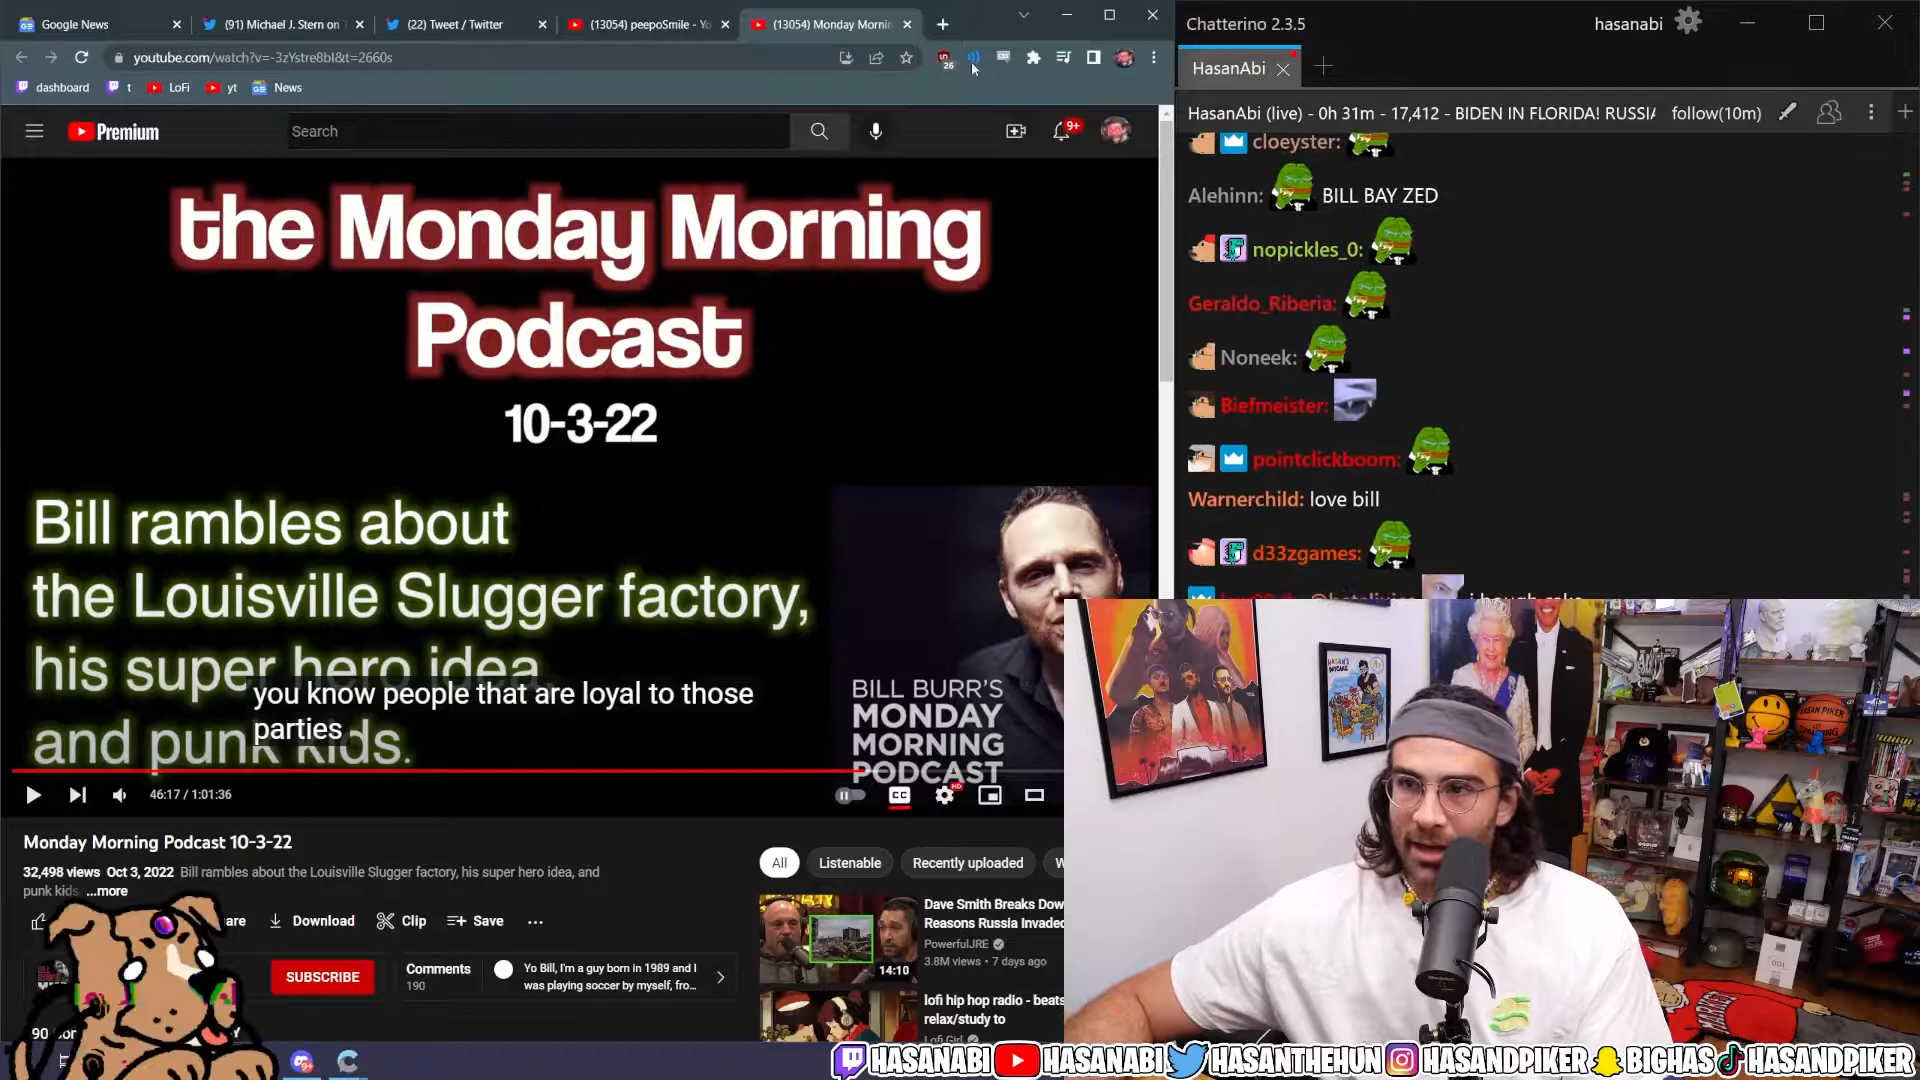 Google News
(91) Michael J. Stern on
(22) Tweet / Twitter
(13054) peepoSmile - Yo
(13054) Monday Mornin
youtube.com/watch?v=-3zYstre8bI&t=2660s
26
dashboard
t
LoFi
yt
News
Premium
Search
9+
the Monday Morning
Podcast
10-3-22
Bill rambles about
the Louisville Slugger factory,
his super hero idea,
and punk kids.
you know people that are loyal to those
parties
BILL BURR'S
MONDAY
MORNING
PODCAST
46:17 / 1:01:36
CC
HD
Monday Morning Podcast 10-3-22
32,498 views Oct 3, 2022 Bill rambles about the Louisville Slugger factory, his super hero idea, and
punk kids. ...more
Download
Clip
Save
SUBSCRIBE
Comments
190
Yo Bill, I'm a guy born in 1989 and I
was playing soccer by myself, fro...
All
Listenable
Recently uploaded
Dave Smith Breaks Dow
Reasons Russia Invaded
PowerfulJRE
3.8M views • 7 days ago
14:10
lofi hip hop radio - beats
relax/study to
Lofi Girl
Chatterino 2.3.5
hasanabi
HasanAbi
HasanAbi (live) - 0h 31m - 17,412 - BIDEN IN FLORIDA! RUSSIA
follow(10m)
cloeyster:
Alehinn: BILL BAY ZED
nopickles_0:
Geraldo_Riberia:
Noneek:
Biefmeister:
pointclickboom:
Warnerchild: love bill
d33zgames:
HASAN PIKER
HASANABI
HASANABI
HASANTHEHUN
HASANDPIKER
BIGHAS
HASANDPIKER